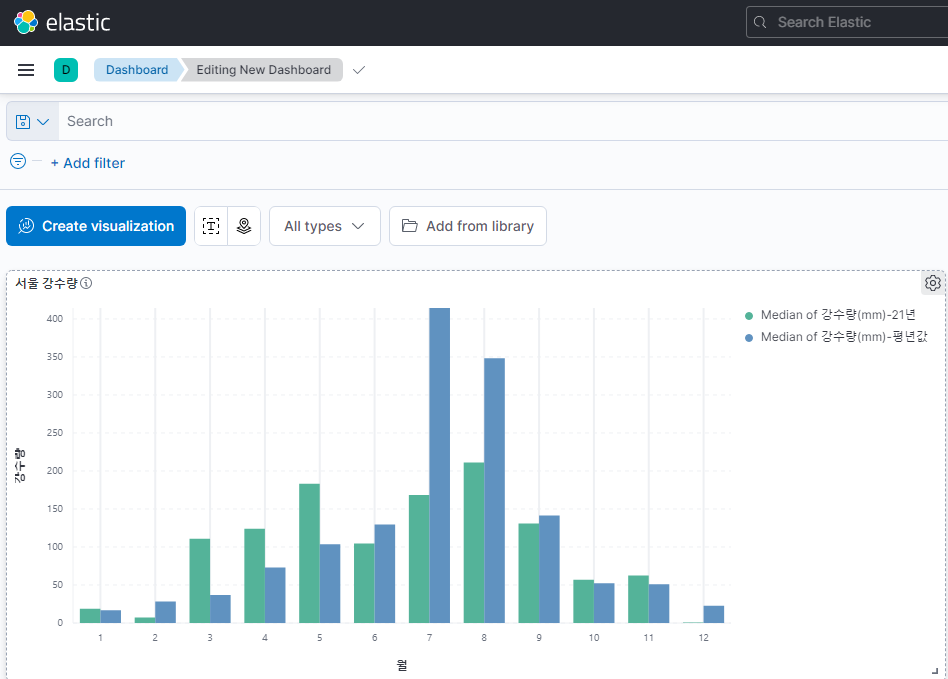 elastic
Search Elastic
D
Dashboard
Editing New Dashboard
Search
+ Add filter
Create visualization
T
All types
Add from library
서울 강수량
Median of 강수량(mm)-21년
Median of 강수량(mm)-평년값
400
350
300
250
200
150
100
50
0
강수량
1 2 3 4 5 6 7 8 9 10 11 12
월